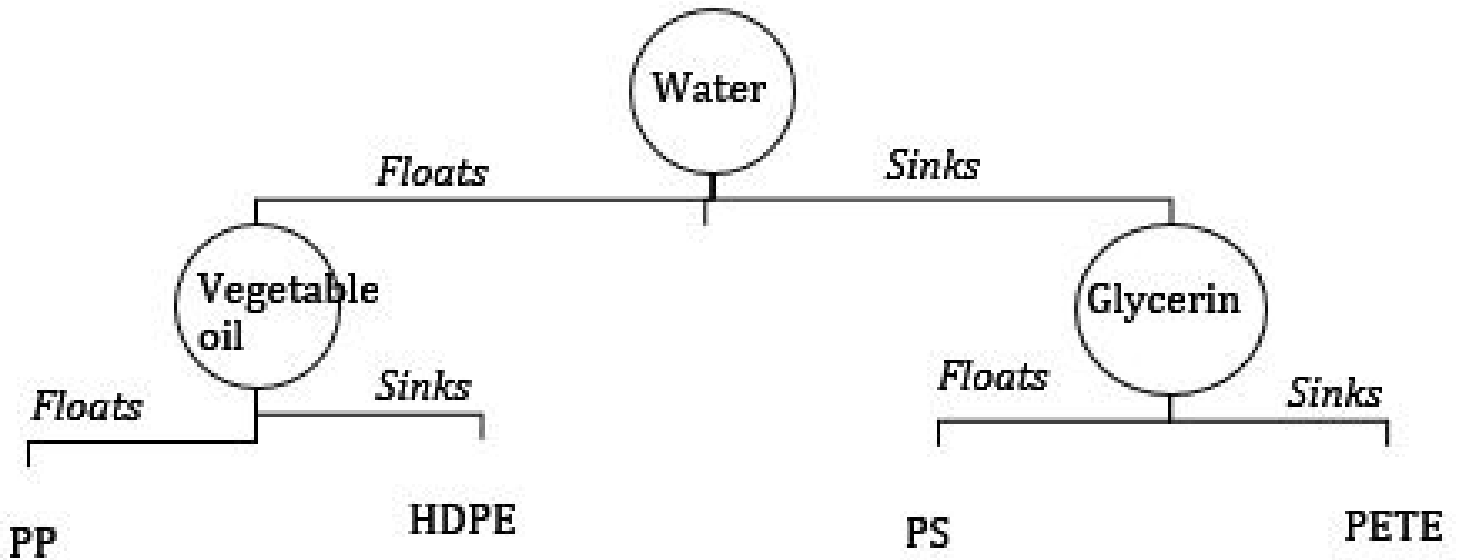 Water
Floats
Sinks
Vegetable
oil
Glycerin
Floats
Sinks
Floats
Sinks
PP
HDPE
PS
PETE